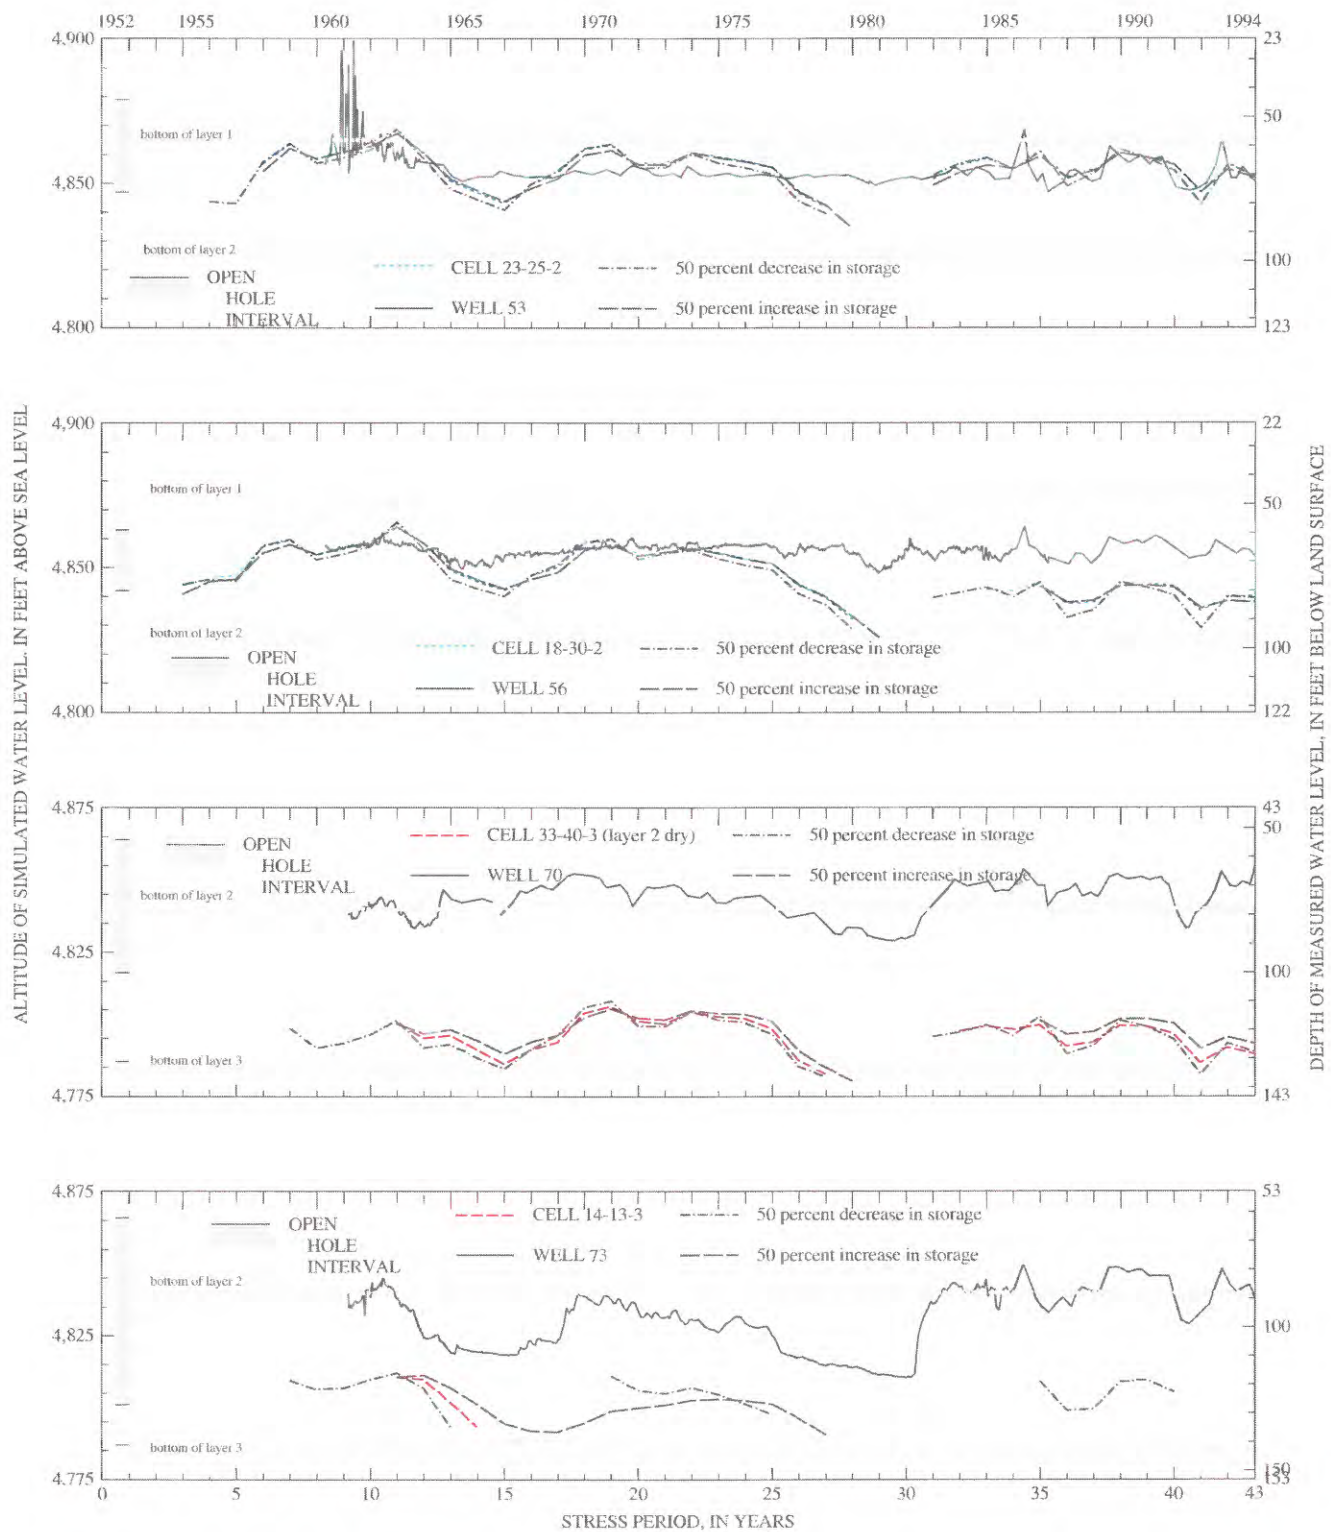 1952 1955 1960 1965 1970 1975 1980 1985 1990 1994
4,900 23
50
bottom of layer 1
4,850
bottom of layer 2
100
OPEN HOLE INTERVAL
CELL 23-25-2 50 percent decrease in storage
WELL 53 50 percent increase in storage
4,800 123
4,900 22
bottom of layer 1
50
4,850
bottom of layer 2
100
OPEN HOLE INTERVAL
CELL 18-30-2 50 percent decrease in storage
WELL 56 50 percent increase in storage
4,800 122
4,875 43
50
OPEN HOLE INTERVAL
CELL 33-40-3 (layer 2 dry) 50 percent decrease in storage
WELL 70 50 percent increase in storage
bottom of layer 2
4,825
100
bottom of layer 3
4,775 143
4,875 53
OPEN HOLE INTERVAL
CELL 14-13-3 50 percent decrease in storage
WELL 73 50 percent increase in storage
bottom of layer 2
4,825 100
bottom of layer 3
150
4,775 153
0 5 10 15 20 25 30 35 40 43
STRESS PERIOD, IN YEARS
ALTITUDE OF SIMULATED WATER LEVEL, IN FEET ABOVE SEA LEVEL
DEPTH OF MEASURED WATER LEVEL, IN FEET BELOW LAND SURFACE